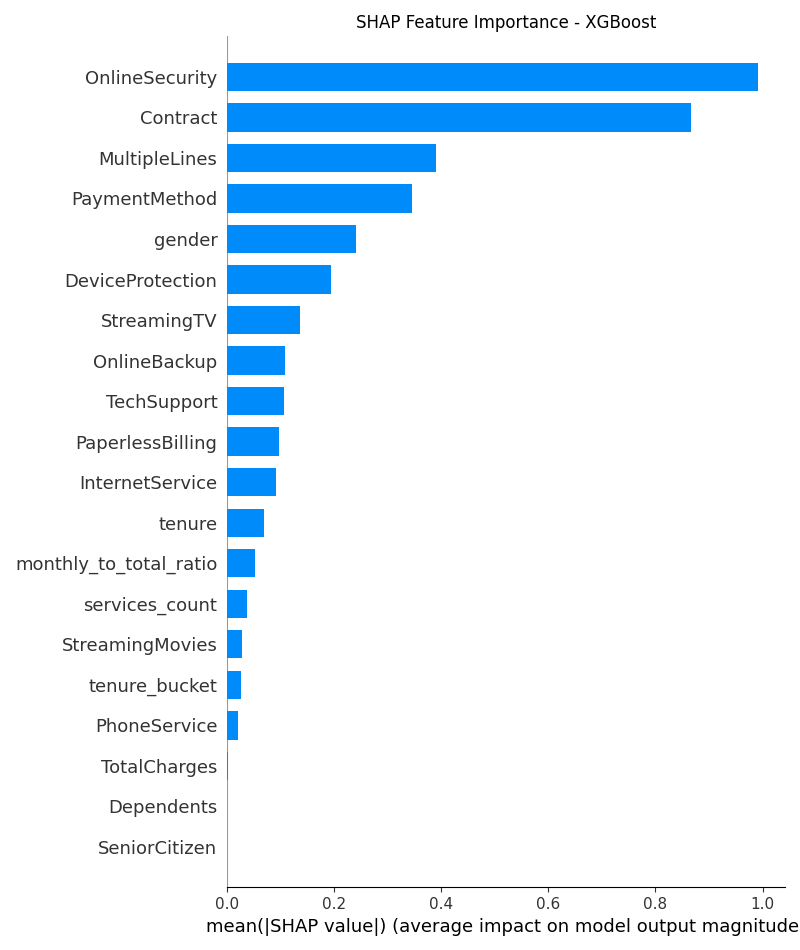 SHAP Feature Importance - XGBoost
OnlineSecurity
Contract
MultipleLines
PaymentMethod
gender
DeviceProtection
StreamingTV
OnlineBackup
TechSupport
PaperlessBilling
InternetService
tenure
monthly_to_total_ratio
services_count
StreamingMovies
tenure_bucket
PhoneService
TotalCharges
Dependents
SeniorCitizen
0.0 0.2 0.4 0.6 0.8 1.0
mean(|SHAP value|) (average impact on model output magnitude